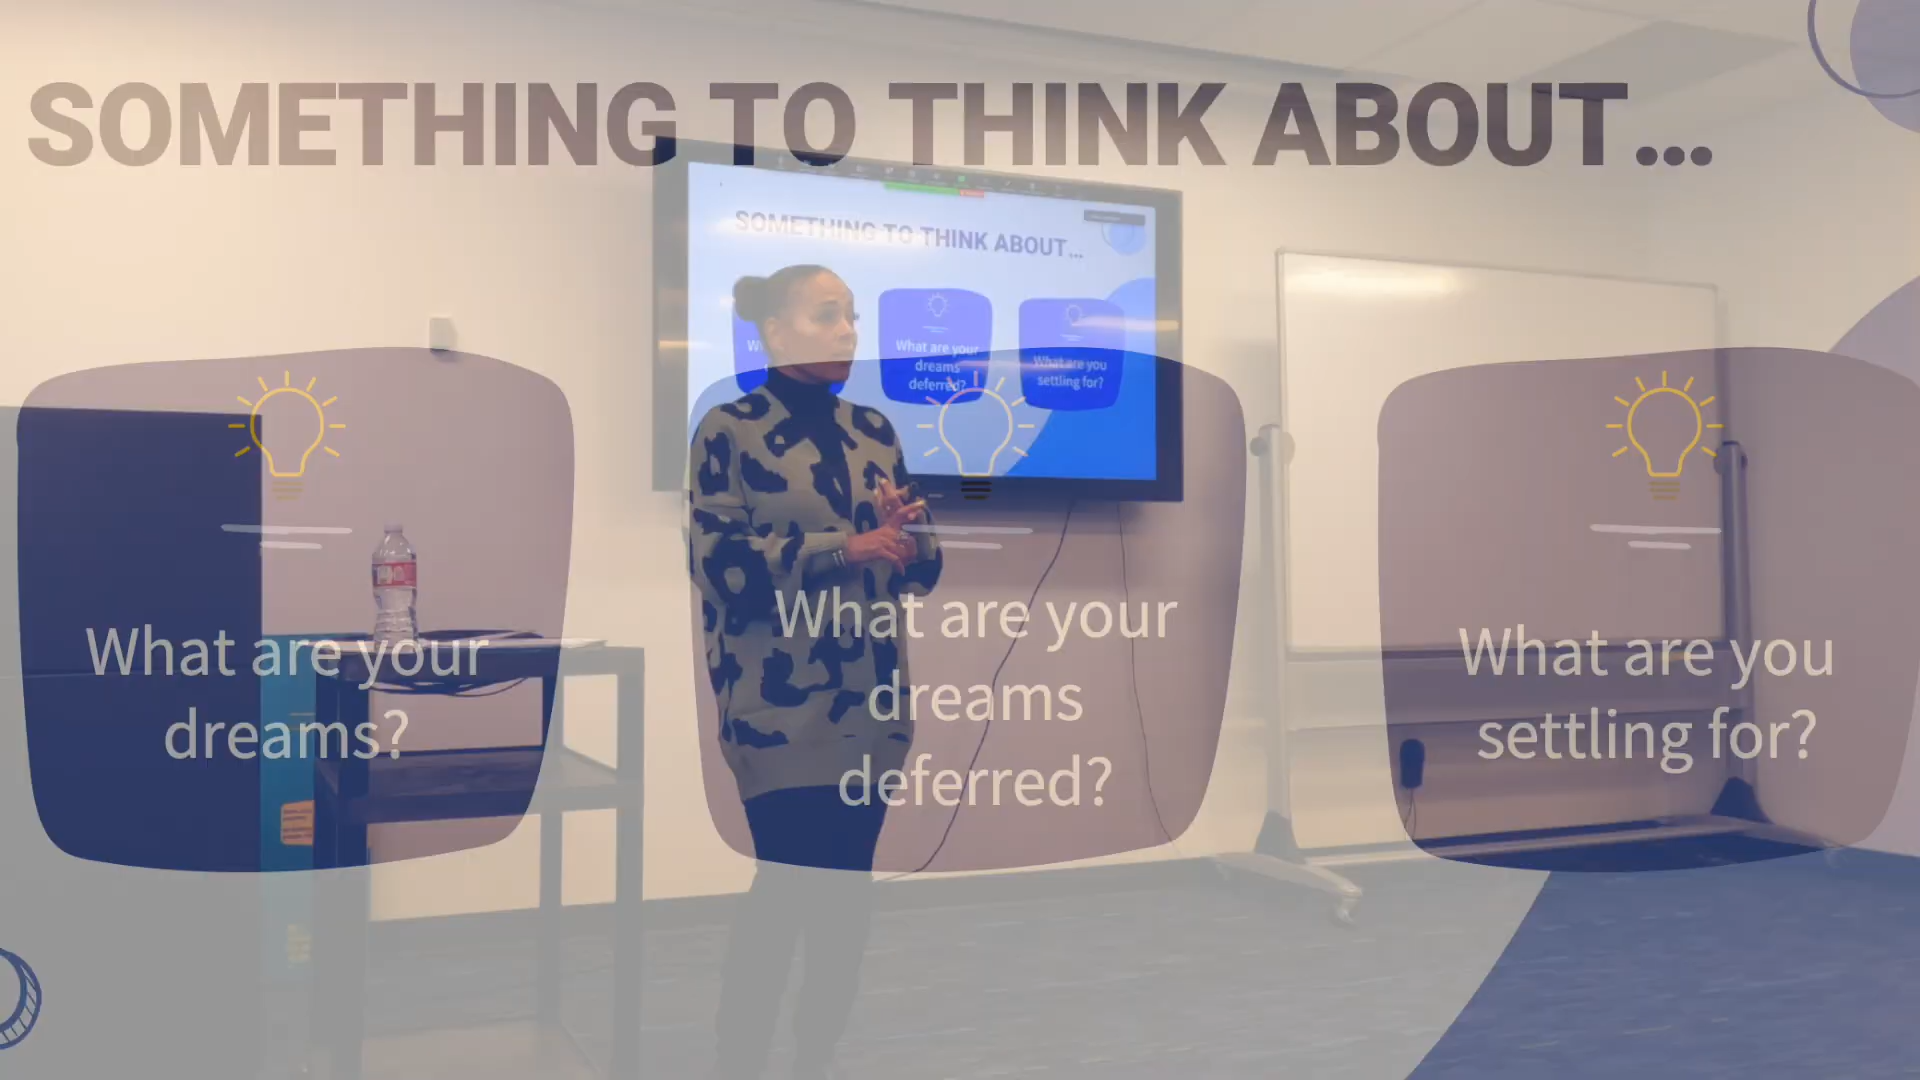 SOMETHING TO THINK ABOUT...
What are your
dreams?
What are your
dreams
deferred?
What are you
settling for?
SOMETHING TO THINK ABOUT...
What are your
dreams
deferred?
What are you
settling for?